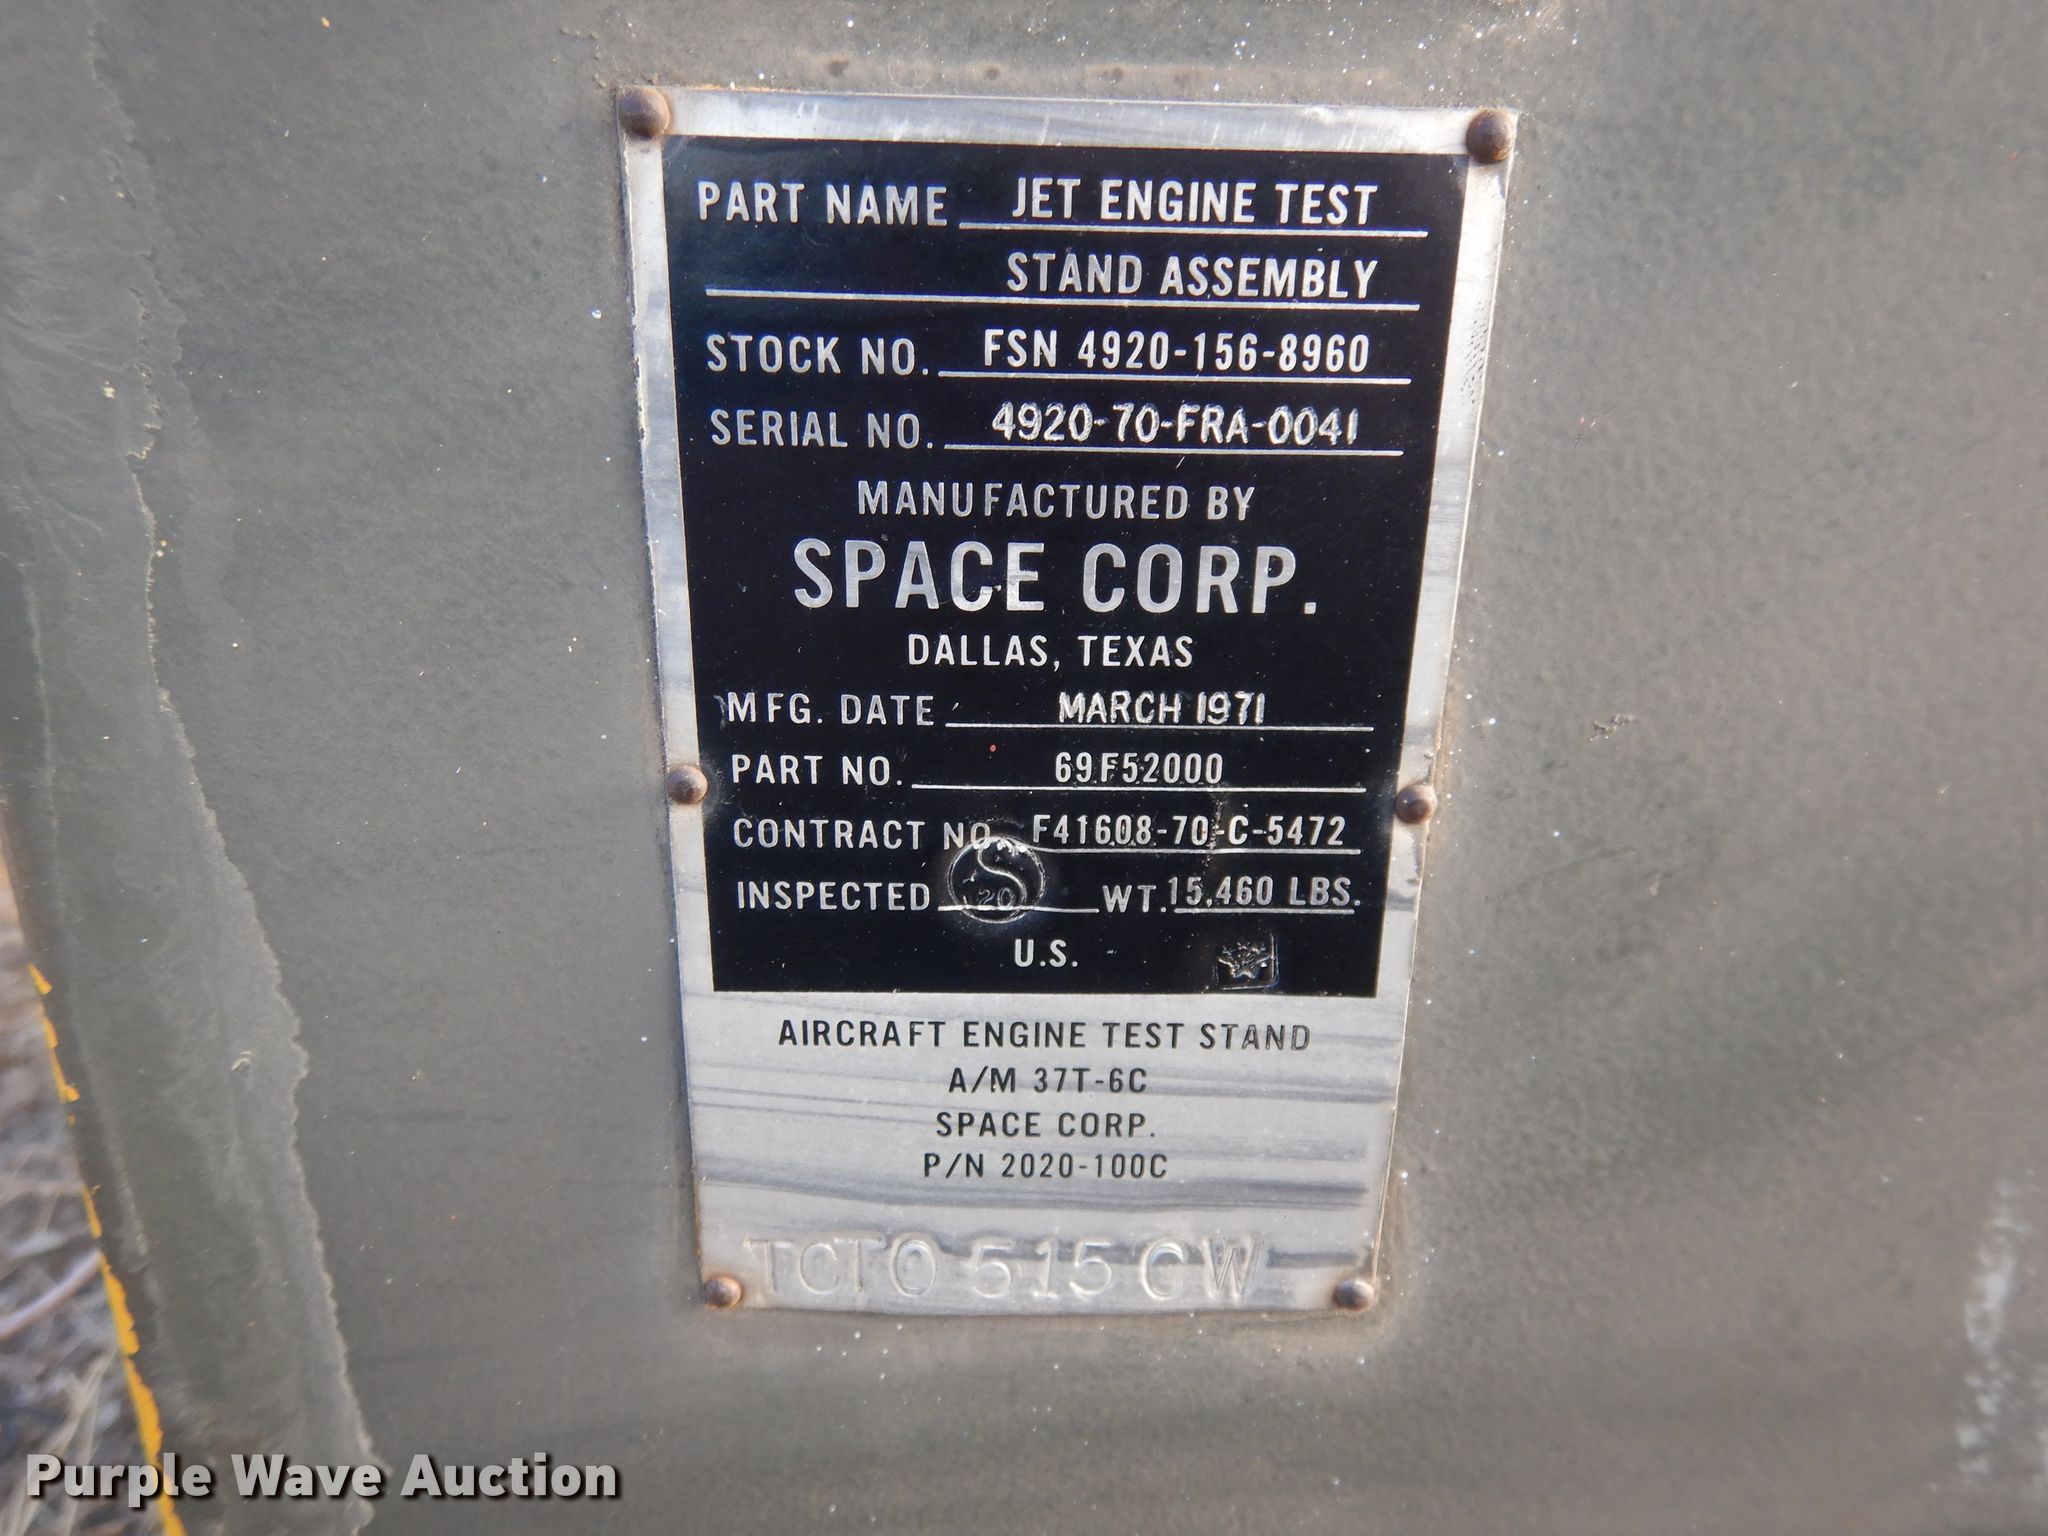 PART NAME JET ENGINE TEST
STAND ASSEMBLY
STOCK NO. FSN 4920-156-8960
SERIAL NO. 4920-70-FRA-0041
MANUFACTURED BY
SPACE CORP.
DALLAS, TEXAS
MFG. DATE MARCH 1971
PART NO. 69F52000
CONTRACT NO. F41608-70-C-5472
INSPECTED S 20 WT. 15,460 LBS.
U.S.
AIRCRAFT ENGINE TEST STAND
A/M 37T-6C
SPACE CORP.
P/N 2020-100C
TCTO 515 CW
Purple Wave Auction